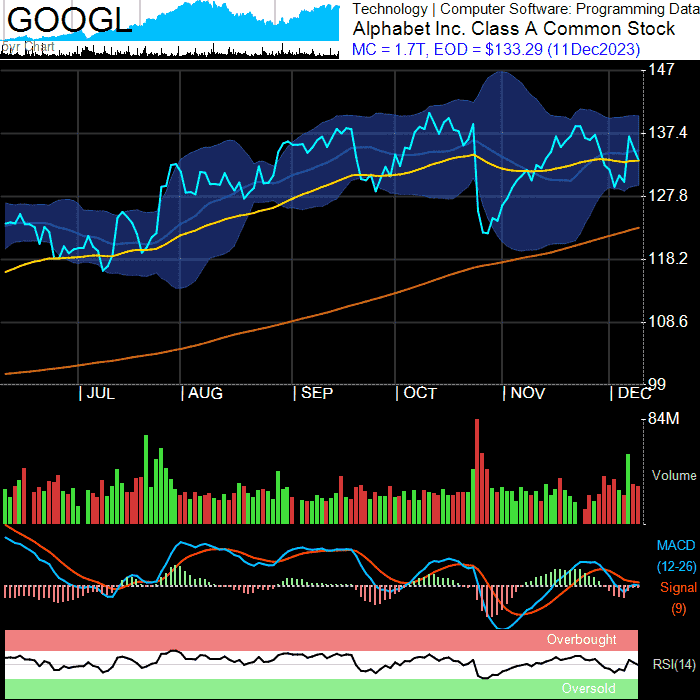 GOOGL
Technology | Computer Software: Programming Data
Alphabet Inc. Class A Common Stock
MC = 1.7T, EOD = $133.29 (11Dec2023)
Chart
147
137.4
127.8
118.2
108.6
99
| JUL | AUG | SEP | OCT | NOV | DEC
84M
Volume
MACD
(12-26)
Signal
(9)
Overbought
RSI(14)
Oversold